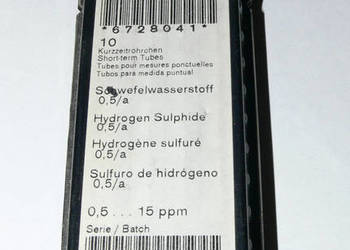 *6728041*
10
Kurzzeitröhrchen
Short-term Tubes
Tubes pour mesures ponctuelles
Tubos para medida puntual
Schwefelwasserstoff
0,5/a
Hydrogen Sulphide
0,5/a
Hydrogène sulfuré
0,5/a
Sulfuro de hidrógeno
0,5/a
0,5 ... 15 ppm
Serie / Batch